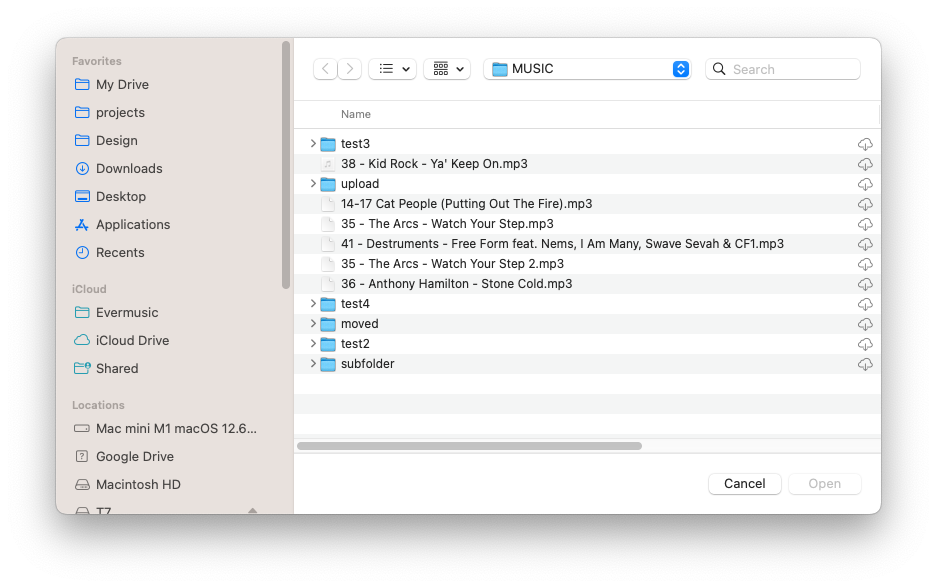 Favorites
My Drive
projects
Design
Downloads
Desktop
Applications
Recents
iCloud
Evermusic
iCloud Drive
Shared
Locations
Mac mini M1 macOS 12.6...
Google Drive
Macintosh HD
T7
MUSIC
Search
Name
test3
38 - Kid Rock - Ya' Keep On.mp3
upload
14-17 Cat People (Putting Out The Fire).mp3
35 - The Arcs - Watch Your Step.mp3
41 - Destruments - Free Form feat. Nems, I Am Many, Swave Sevah & CF1.mp3
35 - The Arcs - Watch Your Step 2.mp3
36 - Anthony Hamilton - Stone Cold.mp3
test4
moved
test2
subfolder
Cancel
Open